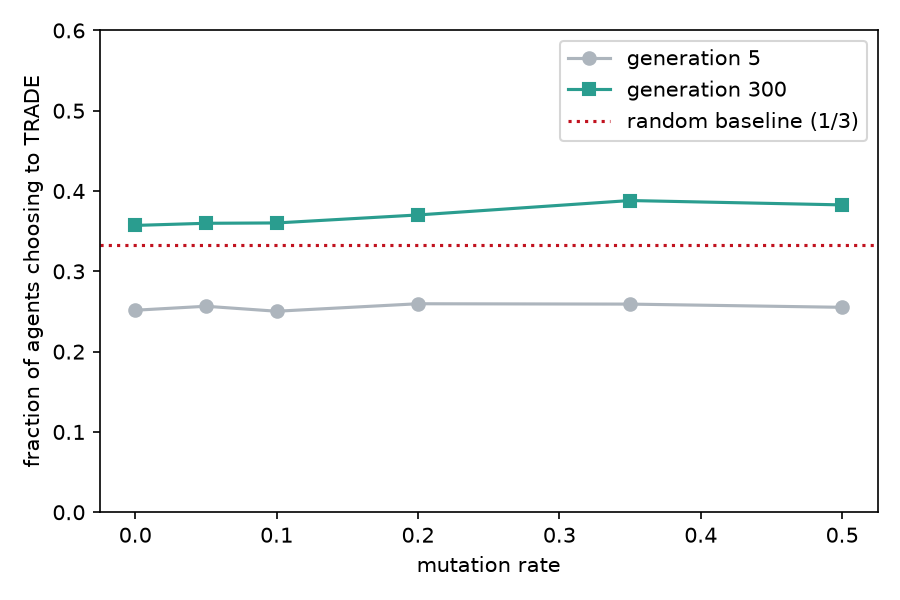 generation 5
generation 300
random baseline (1/3)
fraction of agents choosing to TRADE
0.6
0.5
0.4
0.3
0.2
0.1
0.0
0.0 0.1 0.2 0.3 0.4 0.5
mutation rate